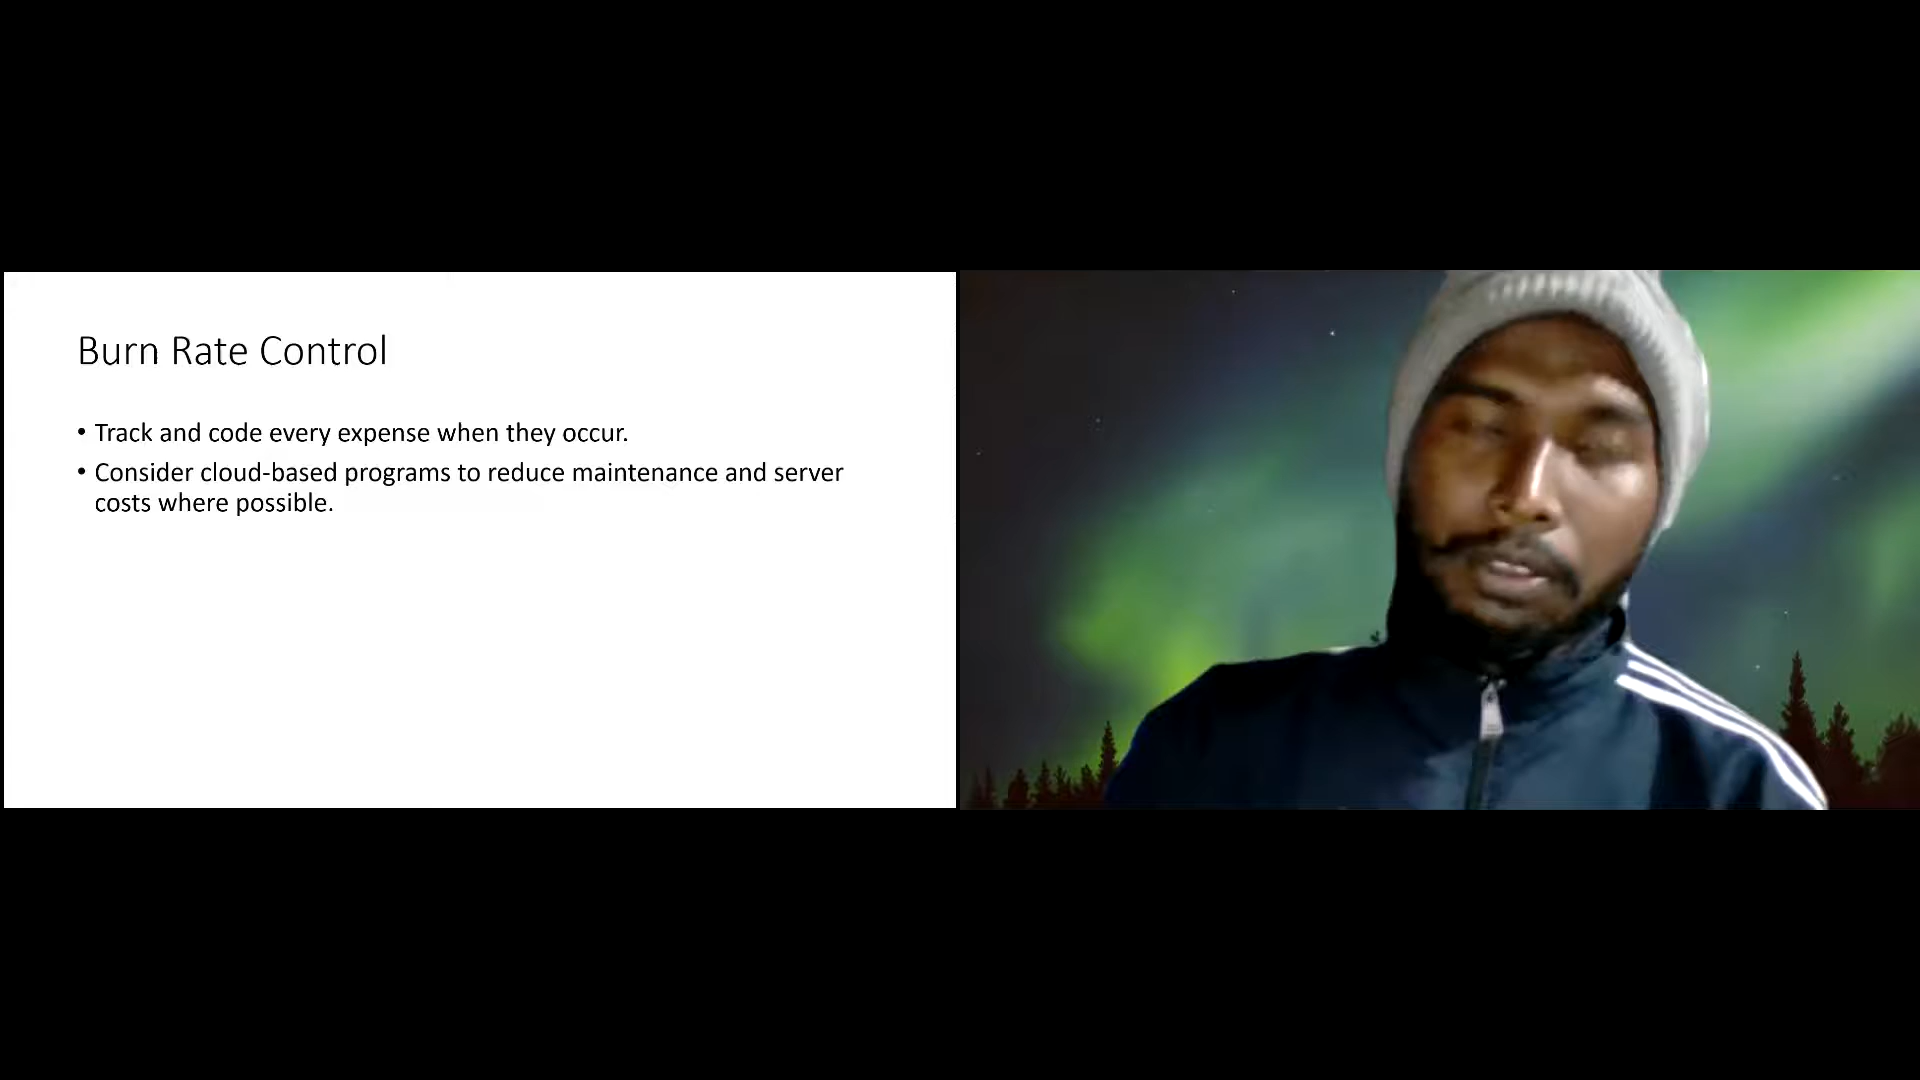 Burn Rate Control
• Track and code every expense when they occur.
• Consider cloud-based programs to reduce maintenance and server
costs where possible.